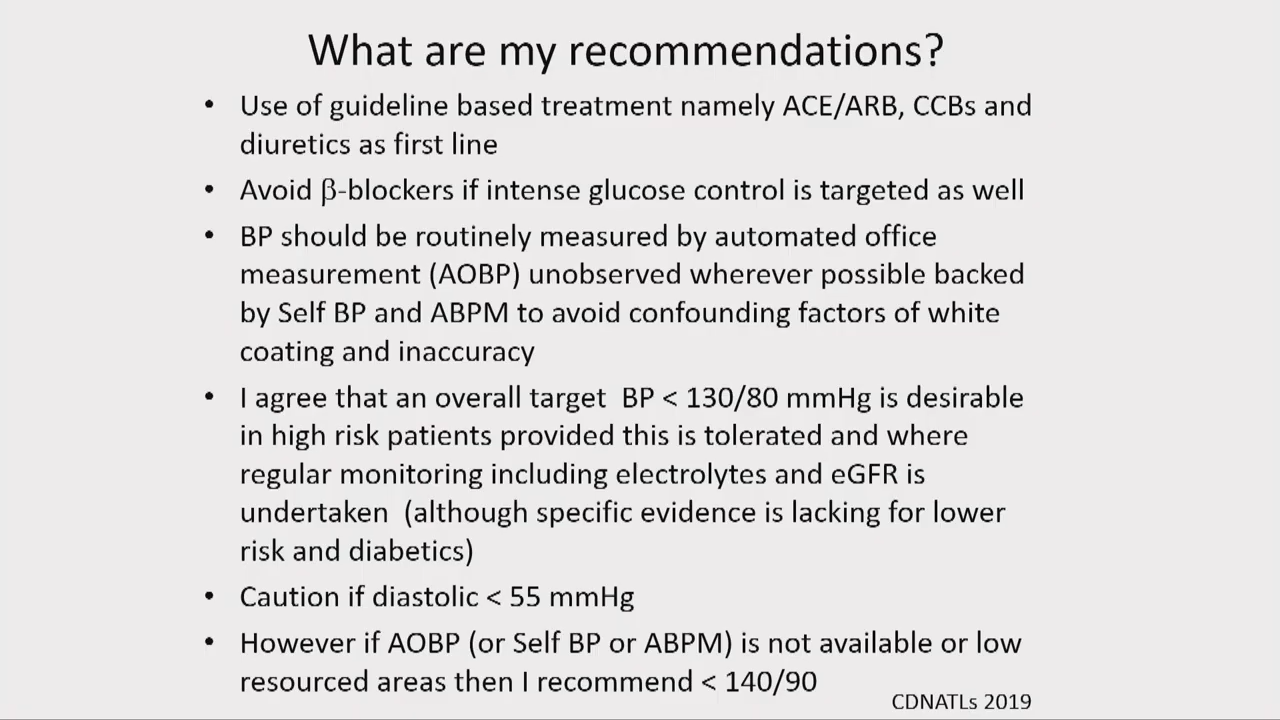 What are my recommendations?
• Use of guideline based treatment namely ACE/ARB, CCBs and
diuretics as first line
• Avoid β-blockers if intense glucose control is targeted as well
• BP should be routinely measured by automated office
measurement (AOBP) unobserved wherever possible backed
by Self BP and ABPM to avoid confounding factors of white
coating and inaccuracy
• I agree that an overall target  BP < 130/80 mmHg is desirable
in high risk patients provided this is tolerated and where
regular monitoring including electrolytes and eGFR is
undertaken  (although specific evidence is lacking for lower
risk and diabetics)
• Caution if diastolic < 55 mmHg
• However if AOBP (or Self BP or ABPM) is not available or low
resourced areas then I recommend < 140/90
CDNATLs 2019